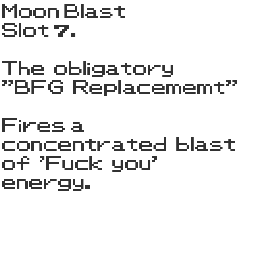 Moon Blast
Slot 7.
The obligatory
"BFG Replacememt"
Fires a
concentrated blast
of 'Fuck you'
energy.